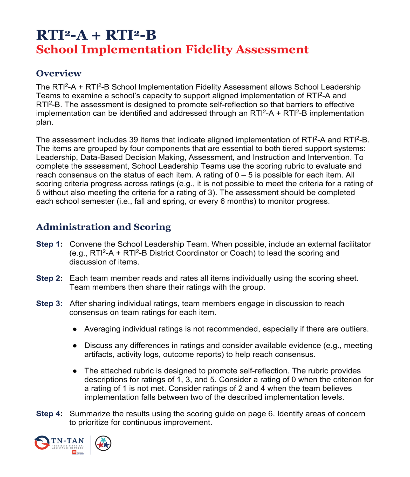 RTI²-A + RTI²-B
School Implementation Fidelity Assessment
Overview
The RTI²-A + RTI²-B School Implementation Fidelity Assessment allows School Leadership
Teams to examine a school's capacity to support aligned implementation of RTI²-A and
RTI²-B. The assessment is designed to promote self-reflection so that barriers to effective
implementation can be identified and addressed through an RTI²-A + RTI²-B implementation
plan.
The assessment includes 39 items that indicate aligned implementation of RTI²-A and RTI²-B.
The items are grouped by four components that are essential to both tiered support systems:
Leadership, Data-Based Decision Making, Assessment, and Instruction and Intervention. To
complete the assessment, School Leadership Teams use the scoring rubric to evaluate and
reach consensus on the status of each item. A rating of 0 – 5 is possible for each item. All
scoring criteria progress across ratings (e.g., it is not possible to meet the criteria for a rating of
5 without also meeting the criteria for a rating of 3). The assessment should be completed
each school semester (i.e., fall and spring, or every 6 months) to monitor progress.
Administration and Scoring
Step 1: Convene the School Leadership Team. When possible, include an external facilitator
(e.g., RTI²-A + RTI²-B District Coordinator or Coach) to lead the scoring and
discussion of items.
Step 2: Each team member reads and rates all items individually using the scoring sheet.
Team members then share their ratings with the group.
Step 3: After sharing individual ratings, team members engage in discussion to reach
consensus on team ratings for each item.
● Averaging individual ratings is not recommended, especially if there are outliers.
● Discuss any differences in ratings and consider available evidence (e.g., meeting
artifacts, activity logs, outcome reports) to help reach consensus.
● The attached rubric is designed to promote self-reflection. The rubric provides
descriptions for ratings of 1, 3, and 5. Consider a rating of 0 when the criterion for
a rating of 1 is not met. Consider ratings of 2 and 4 when the team believes
implementation falls between two of the described implementation levels.
Step 4: Summarize the results using the scoring guide on page 6. Identify areas of concern
to prioritize for continuous improvement.
TN-TAN